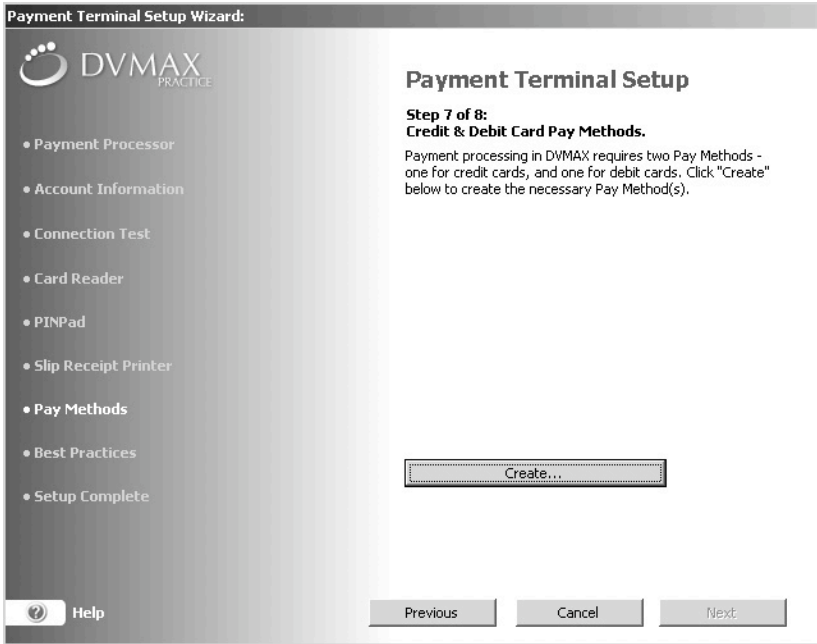 Payment Terminal Setup Wizard:
DVMAX
PRACTICE
• Payment Processor
• Account Information
• Connection Test
• Card Reader
• PINPad
• Slip Receipt Printer
• Pay Methods
• Best Practices
• Setup Complete
? Help
Payment Terminal Setup
Step 7 of 8:
Credit & Debit Card Pay Methods.
Payment processing in DVMAX requires two Pay Methods -
one for credit cards, and one for debit cards. Click "Create"
below to create the necessary Pay Method(s).
Create...
Previous
Cancel
Next